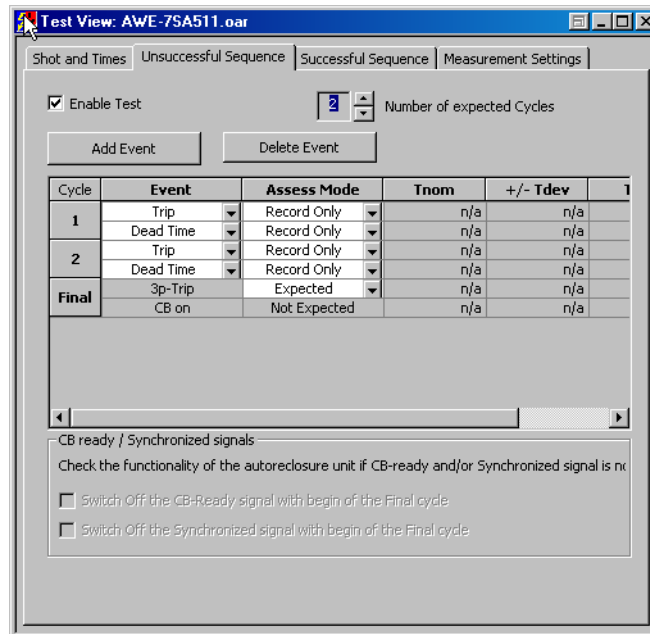 Test View: AWE-7SA511.oar
Shot and Times Unsuccessful Sequence Successful Sequence Measurement Settings
Enable Test 2 Number of expected Cycles
Add Event Delete Event
Cycle Event Assess Mode Tnom +/- Tdev T
1 Trip Record Only n/a n/a
Dead Time Record Only n/a n/a
2 Trip Record Only n/a n/a
Dead Time Record Only n/a n/a
Final 3p-Trip Expected n/a n/a
CB on Not Expected n/a n/a
CB ready / Synchronized signals
Check the functionality of the autoreclosure unit if CB-ready and/or Synchronized signal is
Switch Off the CB-Ready signal with begin of the Final cycle
Switch Off the Synchronized signal with begin of the Final cycle